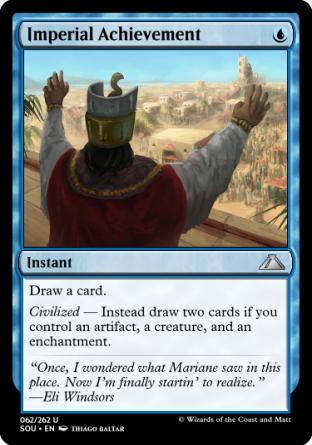 Imperial Achievement
Instant
Draw a card.
Civilized — Instead draw two cards if you
control an artifact, a creature, and an
enchantment.
“Once, I wondered what Mariane saw in this
place. Now I’m finally startin’ to realize.”
—Eli Windsors
062/262 U
SOU • EN THIAGO BALTAR
© Wizards of the Coast and Matt